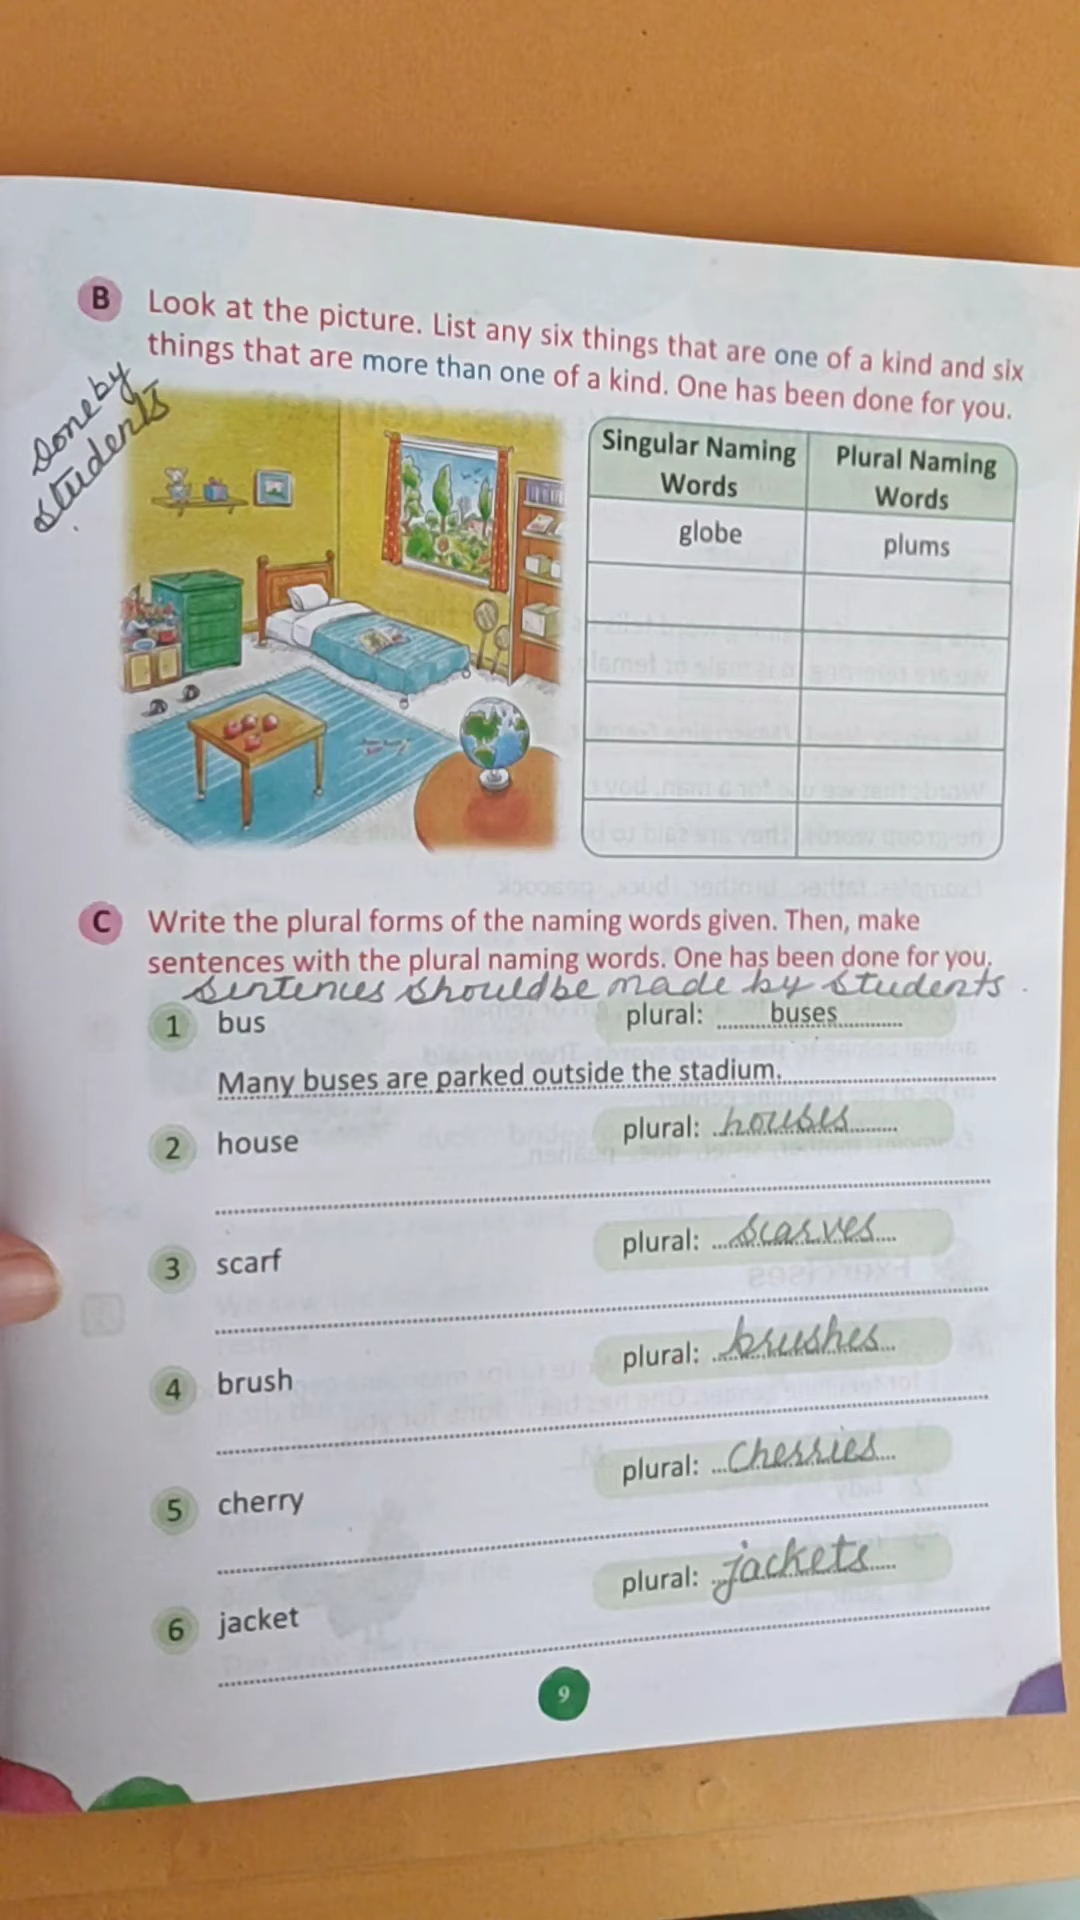 B Look at the picture. List any six things that are one of a kind and six
things that are more than one of a kind. One has been done for you.
Done by
students
Singular Naming Words
Plural Naming Words
globe
plums
C Write the plural forms of the naming words given. Then, make
sentences with the plural naming words. One has been done for you.
sentences should be made by students.
1 bus plural: buses
Many buses are parked outside the stadium.
2 house plural: houses
3 scarf plural: scarves
4 brush plural: brushes
5 cherry plural: cherries
6 jacket plural: jackets
9